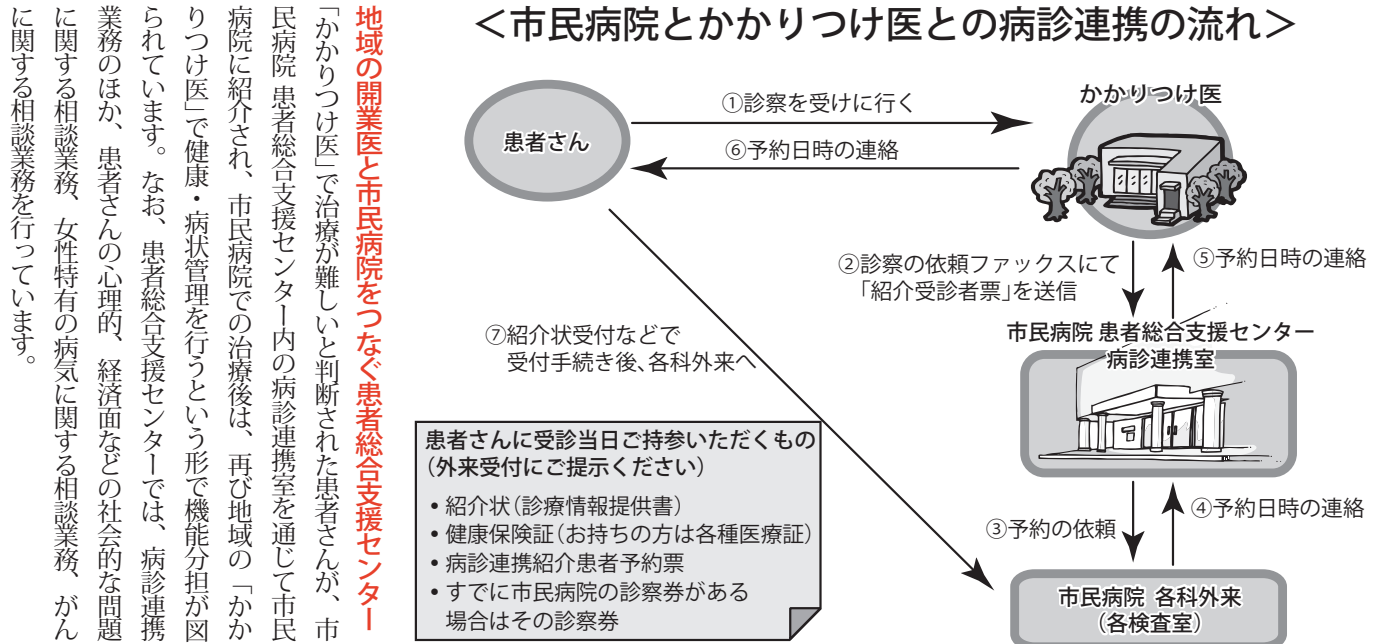 地域の開業医と市民病院をつなぐ患者総合支援センター
「かかりつけ医」で治療が難しいと判断された患者さんが、市
民病院 患者総合支援センター内の病診連携室を通じて市民
病院に紹介され、市民病院での治療後は、再び地域の「かか
りつけ医」で健康・病状管理を行うという形で機能分担が図
られています。なお、患者総合支援センターでは、病診連携
業務のほか、患者さんの心理的、経済面などの社会的な問題
に関する相談業務、女性特有の病気に関する相談業務、がん
に関する相談業務を行っています。
＜市民病院とかかりつけ医との病診連携の流れ＞
患者さん
①診察を受けに行く
⑥予約日時の連絡
かかりつけ医
②診察の依頼ファックスにて
「紹介受診者票」を送信
⑤予約日時の連絡
市民病院 患者総合支援センター
病診連携室
③予約の依頼
④予約日時の連絡
市民病院 各科外来
（各検査室）
⑦紹介状受付などで
受付手続き後、各科外来へ
患者さんに受診当日ご持参いただくもの
（外来受付にご提示ください）
•紹介状（診療情報提供書）
•健康保険証（お持ちの方は各種医療証）
•病診連携紹介患者予約票
•すでに市民病院の診察券がある
場合はその診察券